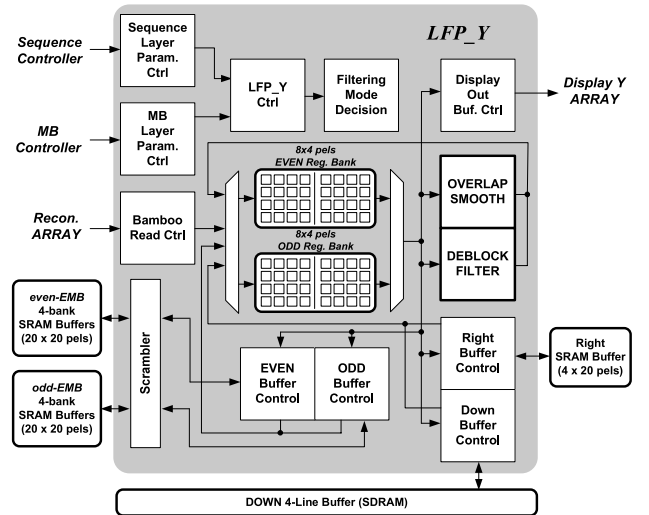 LFP_Y
Sequence
Controller
Sequence
Layer
Param.
Ctrl
LFP_Y
Ctrl
Filtering
Mode
Decision
Display
Out
Buf. Ctrl
Display Y
ARRAY
MB
Controller
MB
Layer
Param.
Ctrl
8x4 pels
EVEN Reg. Bank
OVERLAP
SMOOTH
Recon.
ARRAY
Bamboo
Read Ctrl
8x4 pels
ODD Reg. Bank
DEBLOCK
FILTER
even-EMB
4-bank
SRAM Buffers
(20 x 20 pels)
Scrambler
EVEN
Buffer
Control
ODD
Buffer
Control
Right
Buffer
Control
Right
SRAM Buffer
(4 x 20 pels)
odd-EMB
4-bank
SRAM Buffers
(20 x 20 pels)
Down
Buffer
Control
DOWN 4-Line Buffer (SDRAM)